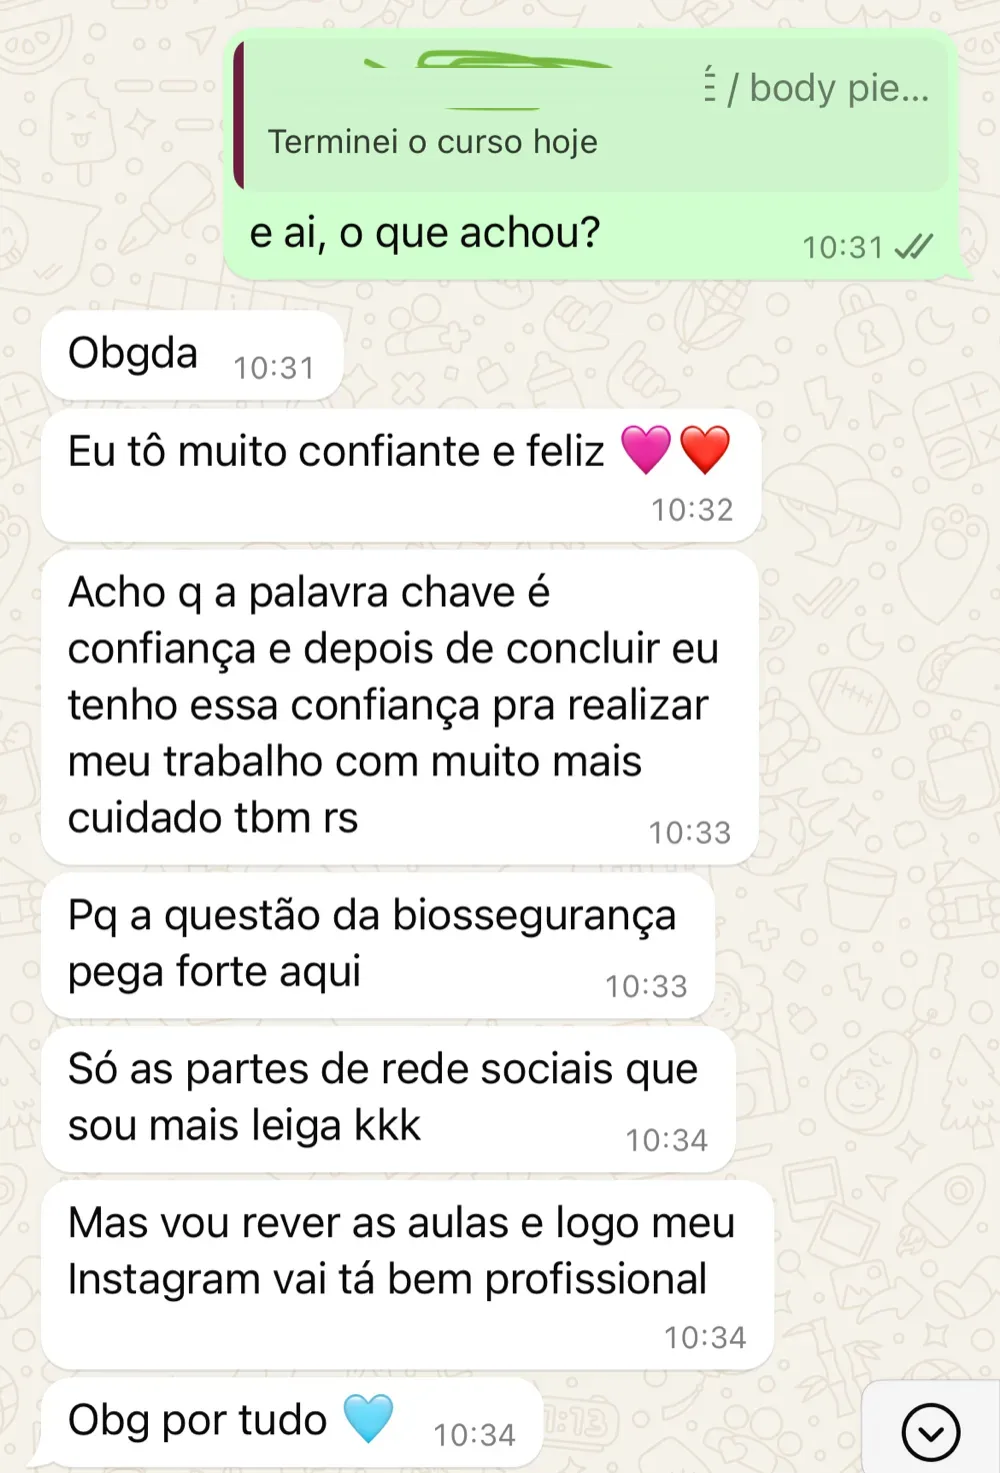 / body pie...
Terminei o curso hoje
e ai, o que achou?
10:31
Obgda
10:31
Eu tô muito confiante e feliz 🩷❤️
10:32
Acho q a palavra chave é
confiança e depois de concluir eu
tenho essa confiança pra realizar
meu trabalho com muito mais
cuidado tbm rs
10:33
Pq a questão da biossegurança
pega forte aqui
10:33
Só as partes de rede sociais que
sou mais leiga kkk
10:34
Mas vou rever as aulas e logo meu
Instagram vai tá bem profissional
10:34
Obg por tudo 🩵
10:34